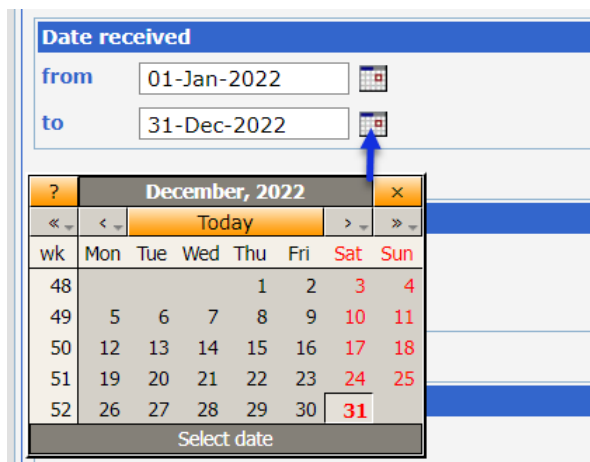 Date received
from 01-Jan-2022
to 31-Dec-2022
? December, 2022 ×
« ‹ Today › »
wk Mon Tue Wed Thu Fri Sat Sun
48 1 2 3 4
49 5 6 7 8 9 10 11
50 12 13 14 15 16 17 18
51 19 20 21 22 23 24 25
52 26 27 28 29 30 31
Select date